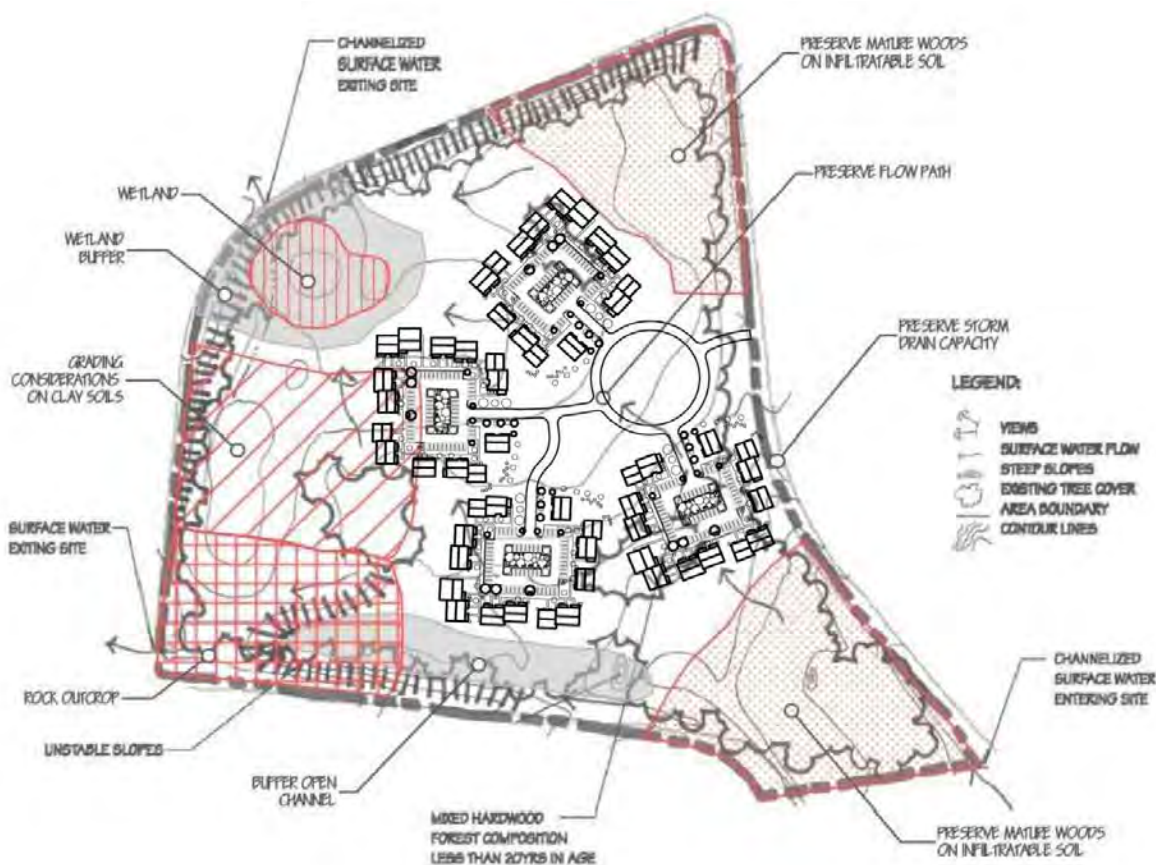 CHANNELIZED
SURFACE WATER
EXITING SITE
PRESERVE MATURE WOODS
ON INFILTRATABLE SOIL
WETLAND
PRESERVE FLOW PATH
WETLAND
BUFFER
GRADING
CONSIDERATIONS
ON CLAY SOILS
PRESERVE STORM
DRAIN CAPACITY
LEGEND:
VIEWS
SURFACE WATER FLOW
STEEP SLOPES
EXISTING TREE COVER
AREA BOUNDARY
CONTOUR LINES
SURFACE WATER
EXITING SITE
ROCK OUTCROP
UNSTABLE SLOPES
BUFFER OPEN
CHANNEL
MIXED HARDWOOD
FOREST COMPOSITION
LESS THAN 20YRS IN AGE
CHANNELIZED
SURFACE WATER
ENTERING SITE
PRESERVE MATURE WOODS
ON INFILTRATABLE SOIL